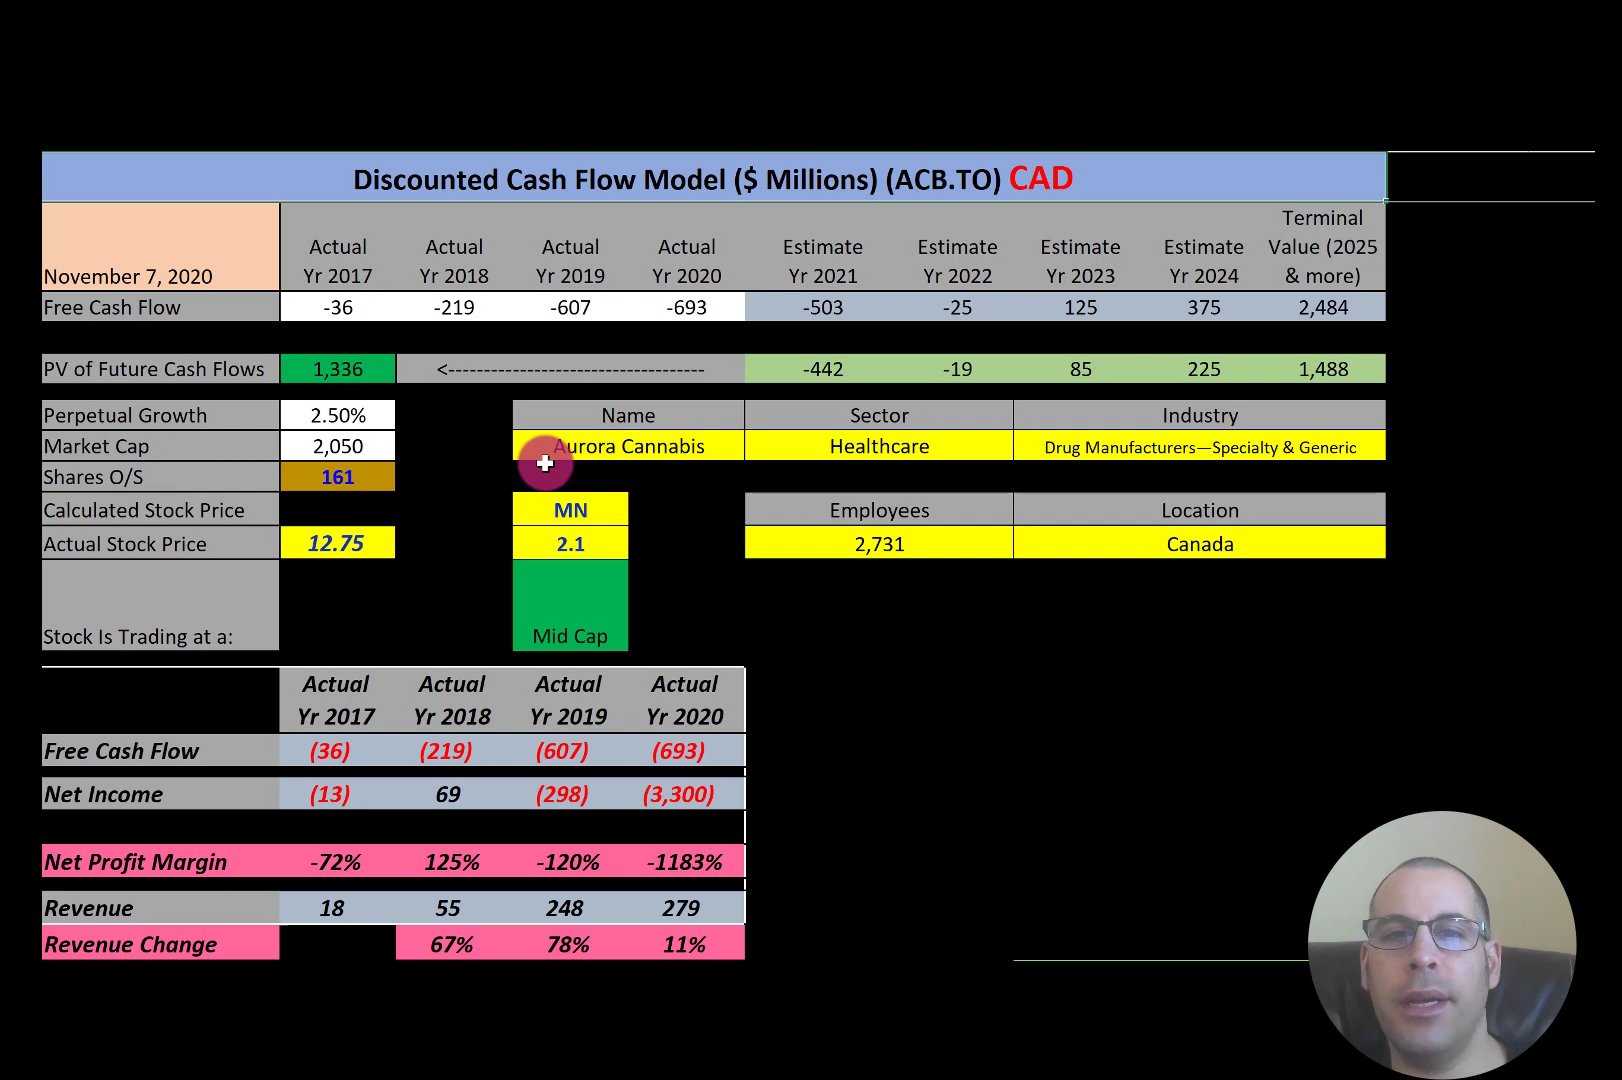 Discounted Cash Flow Model ($ Millions) (ACB.TO) CAD
November 7, 2020 Actual Yr 2017 Actual Yr 2018 Actual Yr 2019 Actual Yr 2020 Estimate Yr 2021 Estimate Yr 2022 Estimate Yr 2023 Estimate Yr 2024 Terminal Value (2025 & more)
Free Cash Flow -36 -219 -607 -693 -503 -25 125 375 2,484
PV of Future Cash Flows 1,336 <----------------------------------- -442 -19 85 225 1,488
Perpetual Growth 2.50% Name Sector Industry
Market Cap 2,050 Aurora Cannabis Healthcare Drug Manufacturers—Specialty & Generic
Shares O/S 161
Calculated Stock Price MN Employees Location
Actual Stock Price 12.75 2.1 2,731 Canada
Stock Is Trading at a: Mid Cap
Actual Yr 2017 Actual Yr 2018 Actual Yr 2019 Actual Yr 2020
Free Cash Flow (36) (219) (607) (693)
Net Income (13) 69 (298) (3,300)
Net Profit Margin -72% 125% -120% -1183%
Revenue 18 55 248 279
Revenue Change 67% 78% 11%